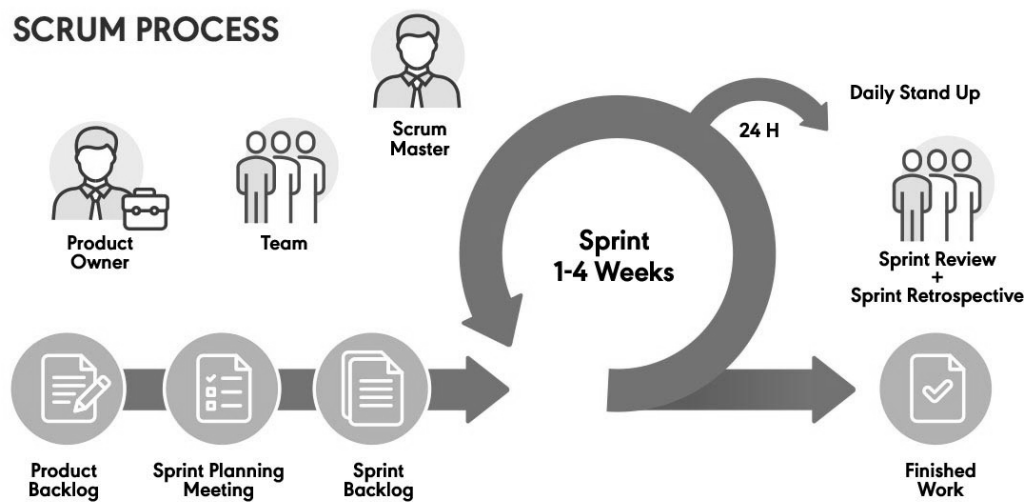 SCRUM PROCESS
Scrum
Master
Product
Owner
Team
24 H
Daily Stand Up
Sprint
1-4 Weeks
Sprint Review
+
Sprint Retrospective
Product
Backlog
Sprint Planning
Meeting
Sprint
Backlog
Finished
Work